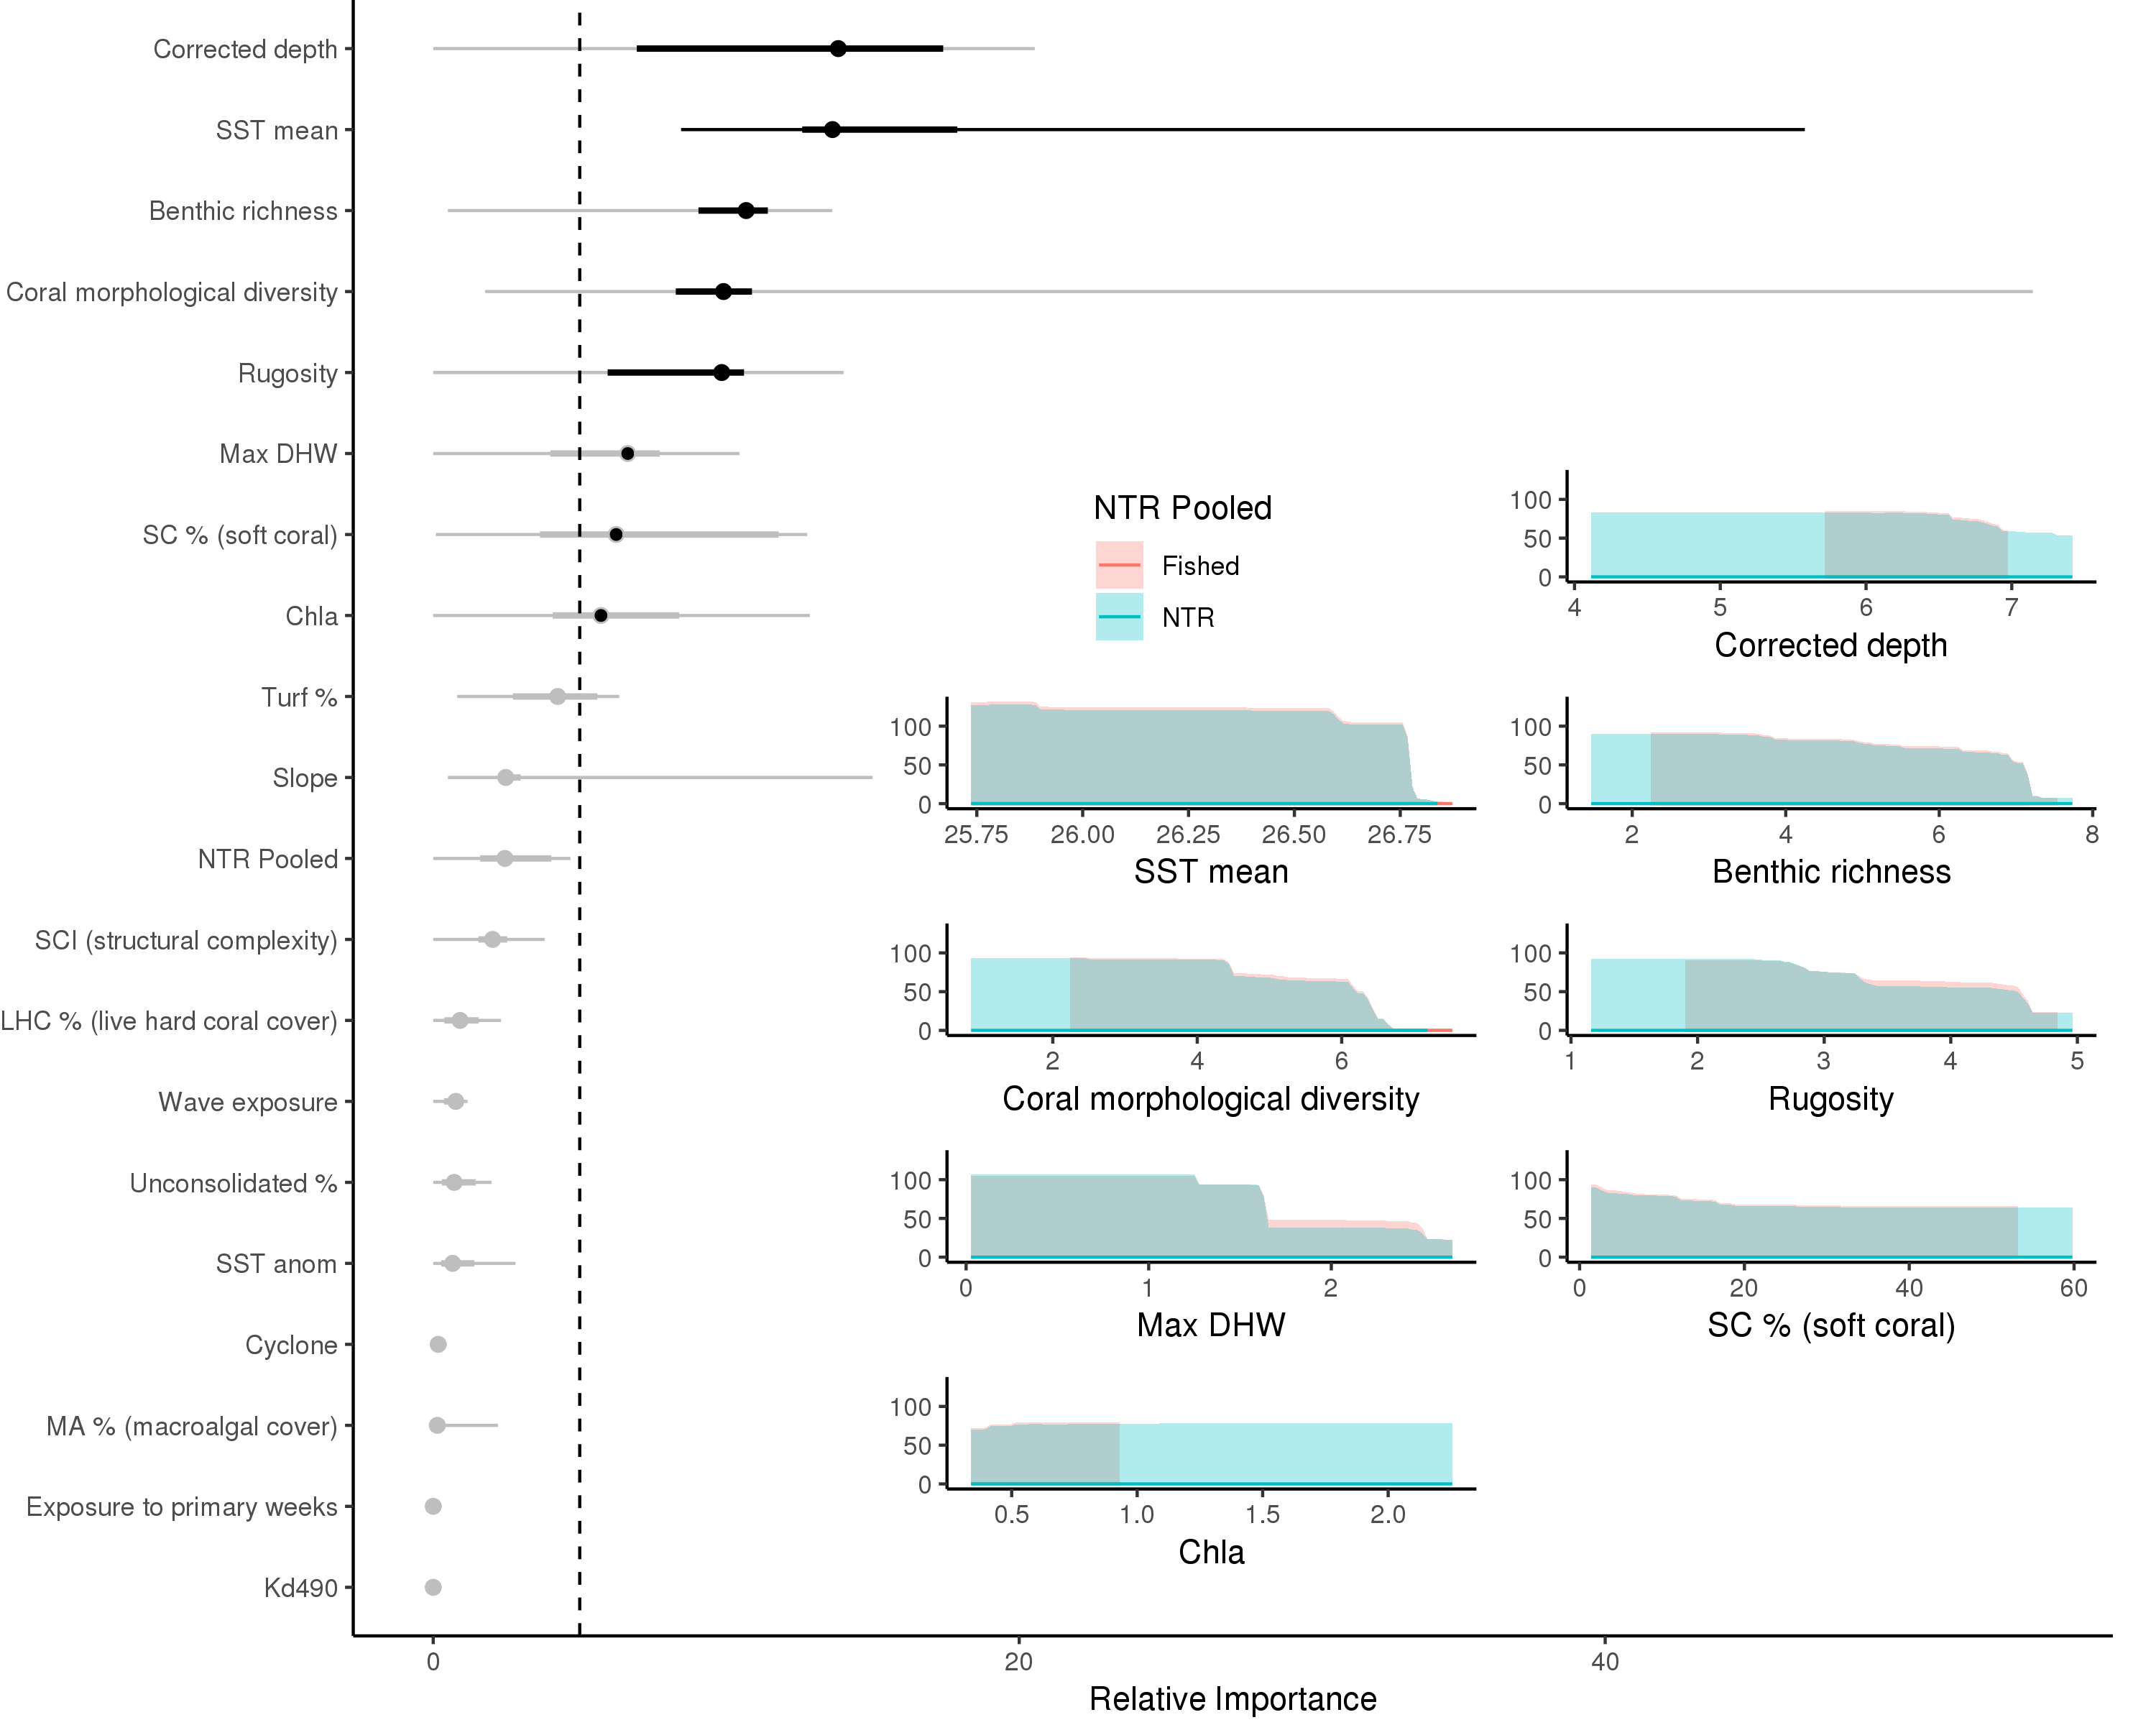 Corrected depth
SST mean
Benthic richness
Coral morphological diversity
Rugosity
Max DHW
SC % (soft coral)
Chla
Turf %
Slope
NTR Pooled
SCI (structural complexity)
LHC % (live hard coral cover)
Wave exposure
Unconsolidated %
SST anom
Cyclone
MA % (macroalgal cover)
Exposure to primary weeks
Kd490
0 20 40
Relative Importance
NTR Pooled
Fished
NTR
100
50
0
4 5 6 7
Corrected depth
100
50
0
25.75 26.00 26.25 26.50 26.75
SST mean
100
50
0
2 4 6 8
Benthic richness
100
50
0
2 4 6
Coral morphological diversity
100
50
0
1 2 3 4 5
Rugosity
100
50
0
0 1 2
Max DHW
100
50
0
0 20 40 60
SC % (soft coral)
100
50
0
0.5 1.0 1.5 2.0
Chla